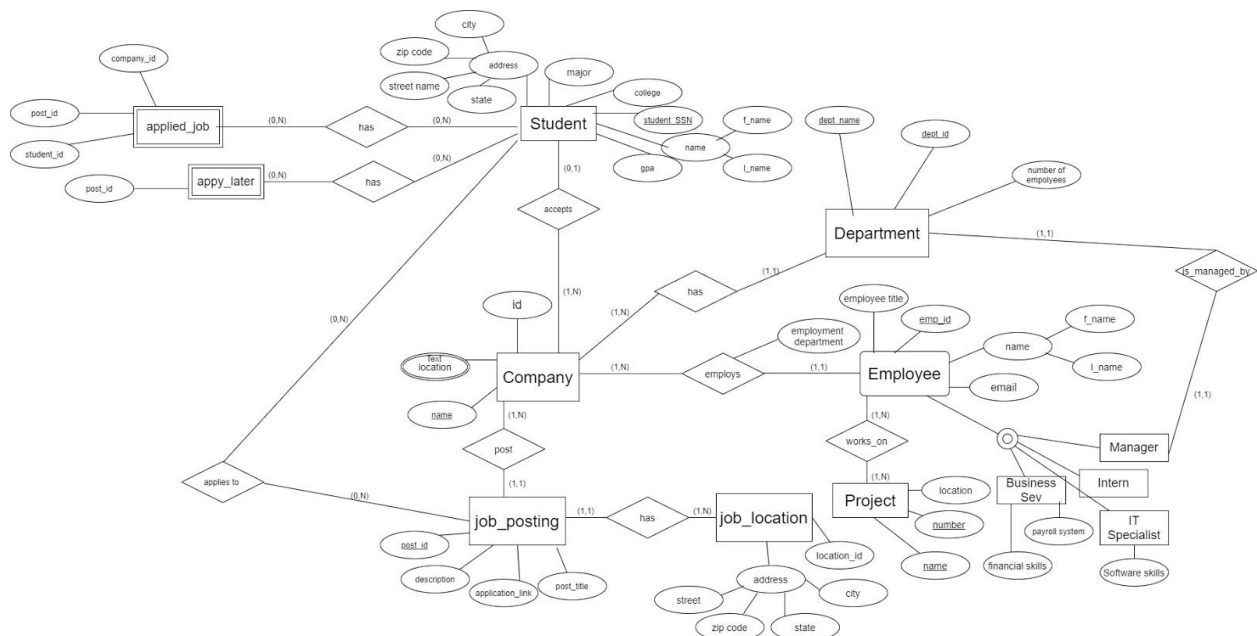 city
company_id
zip code
address
major
street name
college
post_id
state
applied_job
(0,N)
has
(0,N)
Student
student_SSN
f_name
name
student_id
(0,N)
gpa
l_name
post_id
appy_later
(0,N)
has
(0,1)
accepts
dept_name
dept_id
number of
empolyees
Department
(1,1)
is_managed_by
(1,1)
has
(1,N)
(1,N)
(0,N)
id
employee title
emp_id
f_name
employment
department
name
Text
location
Company
(1,N)
employs
(1,1)
Employee
l_name
email
name
(1,N)
(1,N)
(1,1)
post
works_on
Manager
applies to
(1,1)
(1,N)
Business
Sev
Intern
(0,N)
job_posting
(1,1)
has
(1,N)
job_location
Project
location
number
payroll system
IT
Specialist
post_id
location_id
name
financial skills
Software skills
description
application_link
post_title
address
street
city
zip code
state